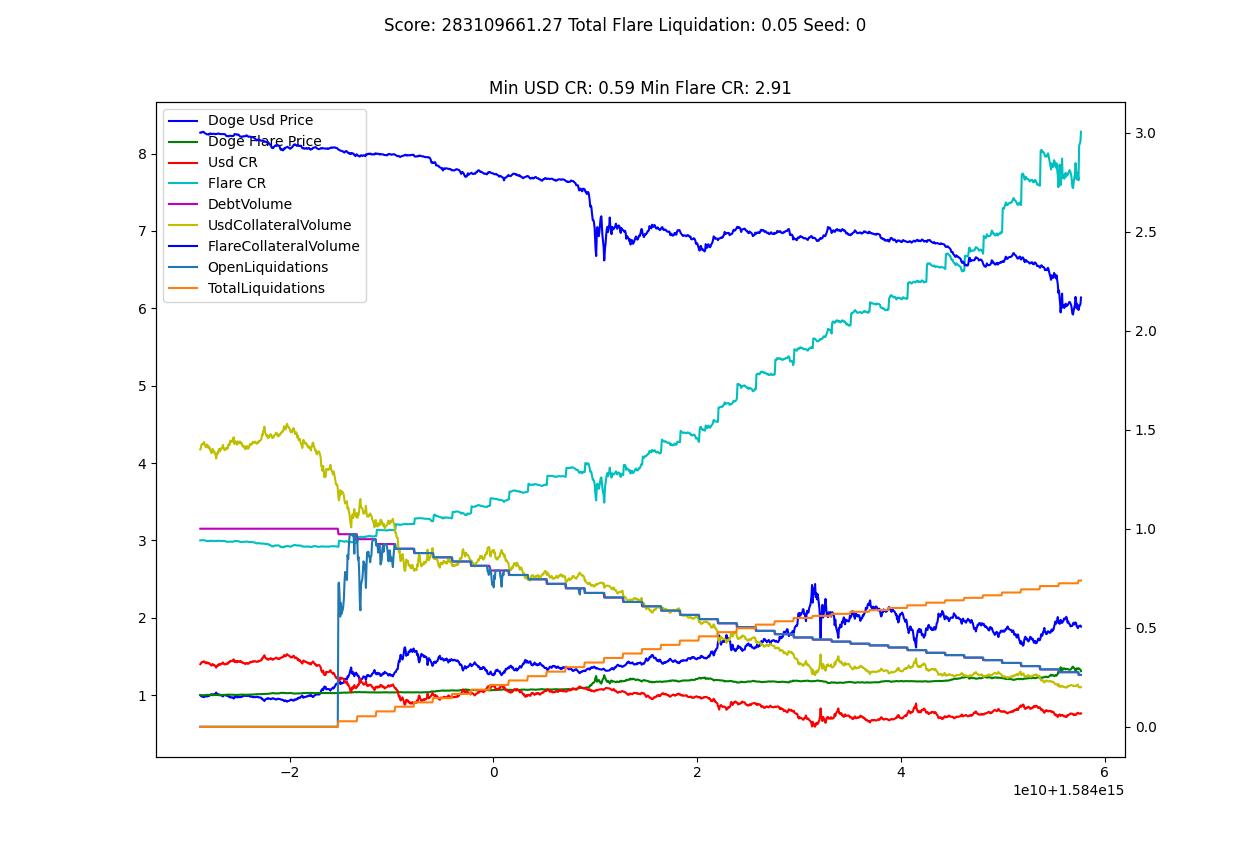 Score: 283109661.27 Total Flare Liquidation: 0.05 Seed: 0
Min USD CR: 0.59 Min Flare CR: 2.91
Doge Usd Price
Doge Flare Price
Usd CR
Flare CR
DebtVolume
UsdCollateralVolume
FlareCollateralVolume
OpenLiquidations
TotalLiquidations
8
7
6
5
4
3
2
1
3.0
2.5
2.0
1.5
1.0
0.5
0.0
−2
0
2
4
6
1e10+1.584e15